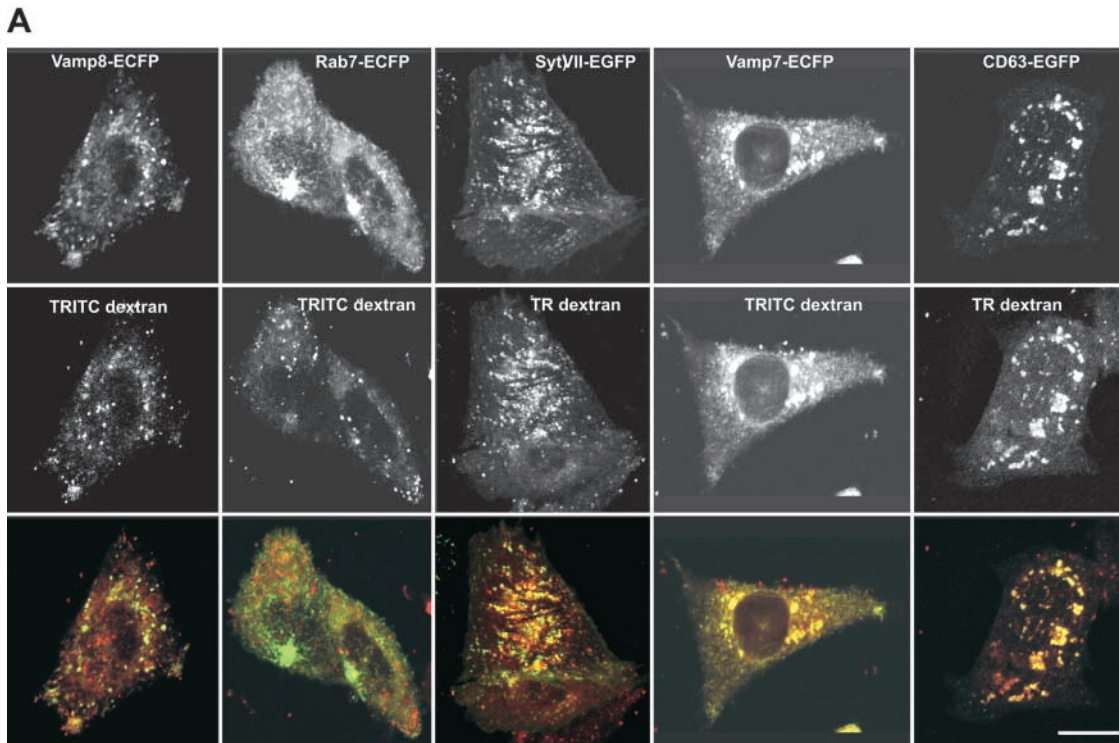 A
Vamp8-ECFP
Rab7-ECFP
SytVII-EGFP
Vamp7-ECFP
CD63-EGFP
TRITC dextran
TRITC dextran
TR dextran
TRITC dextran
TR dextran